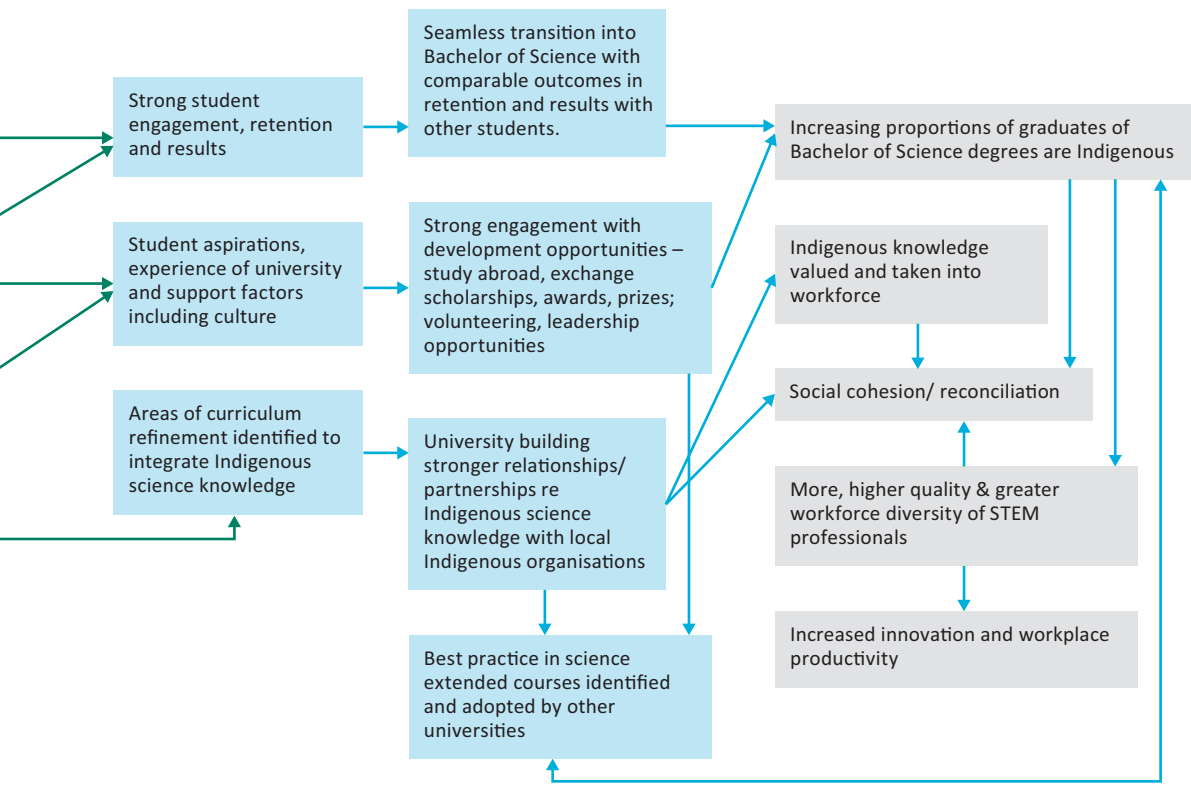 Strong student
engagement, retention
and results
Student aspirations,
experience of university
and support factors
including culture
Areas of curriculum
refinement identified to
integrate Indigenous
science knowledge
Seamless transition into
Bachelor of Science with
comparable outcomes in
retention and results with
other students.
Strong engagement with
development opportunities –
study abroad, exchange
scholarships, awards, prizes;
volunteering, leadership
opportunities
University building
stronger relationships/
partnerships re
Indigenous science
knowledge with local
Indigenous organisations
Best practice in science
extended courses identified
and adopted by other
universities
Increasing proportions of graduates of
Bachelor of Science degrees are Indigenous
Indigenous knowledge
valued and taken into
workforce
Social cohesion/ reconciliation
More, higher quality & greater
workforce diversity of STEM
professionals
Increased innovation and workplace
productivity